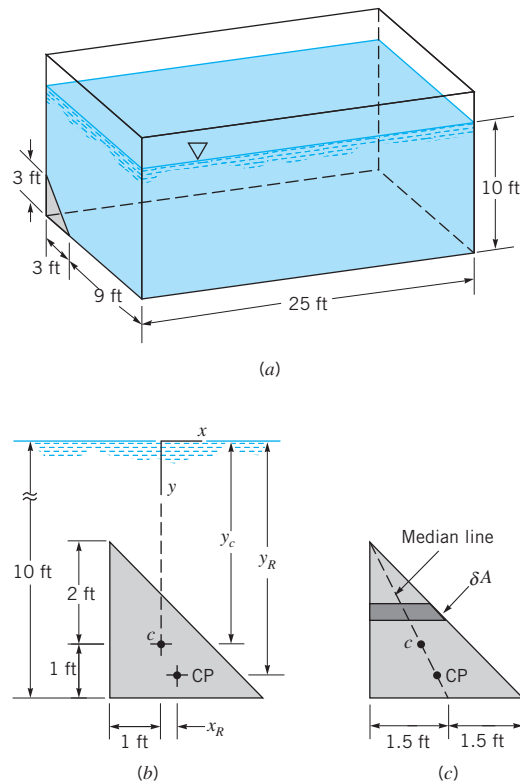 3 ft
10 ft
3 ft
9 ft
25 ft
(a)
x
y
y_c
y_R
10 ft
2 ft
c
1 ft
CP
1 ft
x_R
(b)
Median line
δA
c
CP
1.5 ft
1.5 ft
(c)